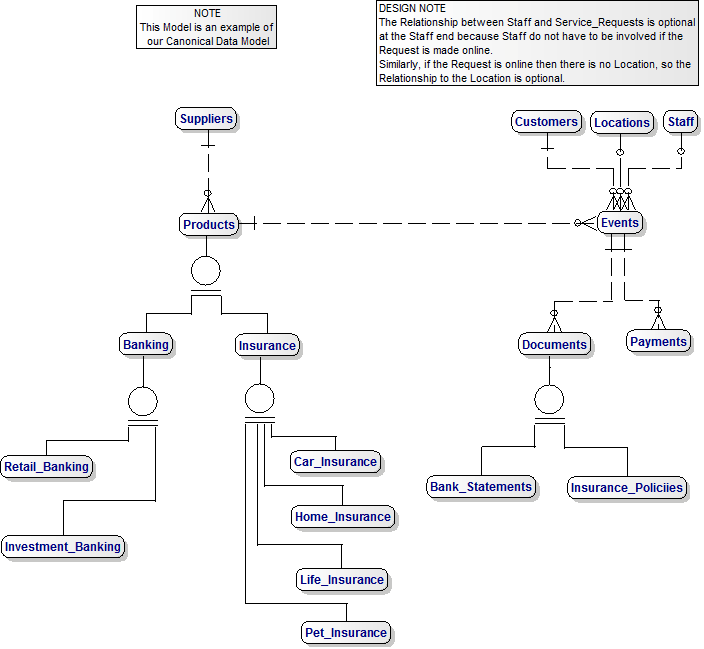 NOTE
This Model is an example of
our Canonical Data Model
DESIGN NOTE
The Relationship between Staff and Service_Requests is optional
at the Staff end because Staff do not have to be involved if the
Request is made online.
Similarly, if the Request is online then there is no Location, so the
Relationship to the Location is optional.
Suppliers
Customers
Locations
Staff
Products
Events
Banking
Insurance
Documents
Payments
Retail_Banking
Car_Insurance
Bank_Statements
Insurance_Policiies
Home_Insurance
Investment_Banking
Life_Insurance
Pet_Insurance